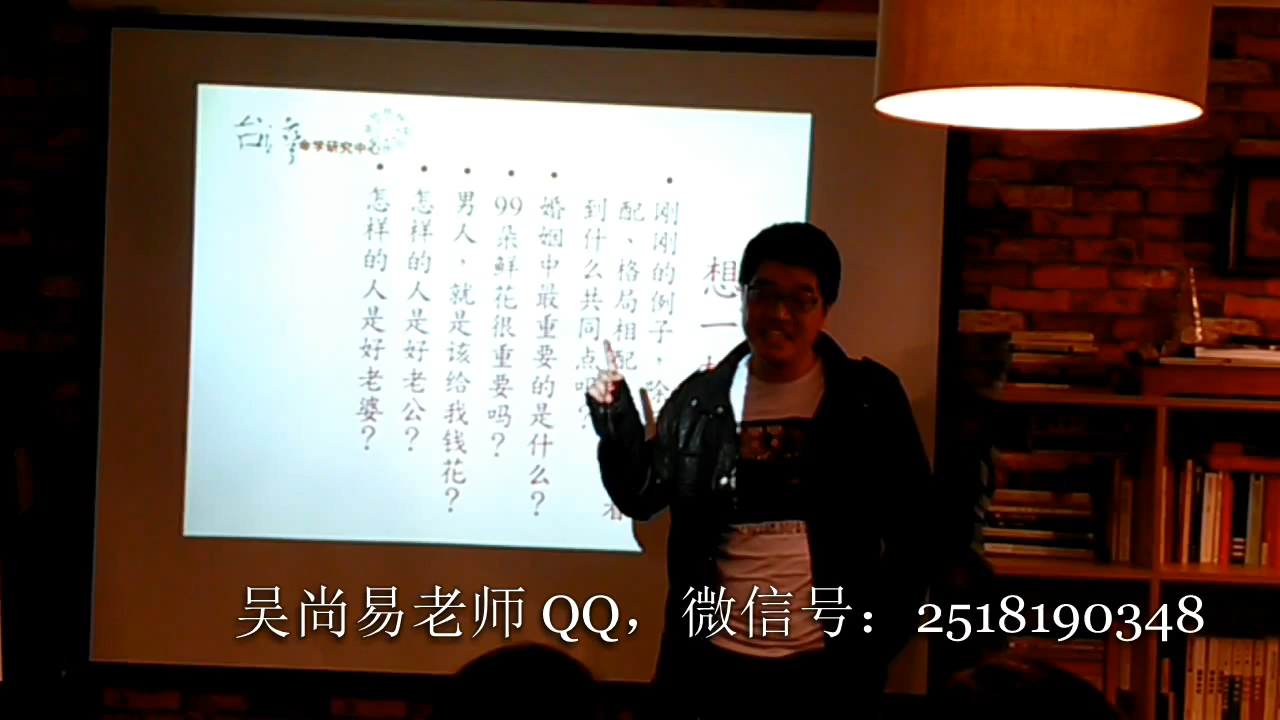 台湾
命学研究中心
想一
刚刚的例子，除
配、格局相配
到什么共同点吗？
婚姻中最重要的是什么？
99朵鲜花很重要吗？
男人，就是该给我钱花？
怎样的人是好老公？
怎样的人是好老婆？
吴尚易老师 QQ，微信号：2518190348